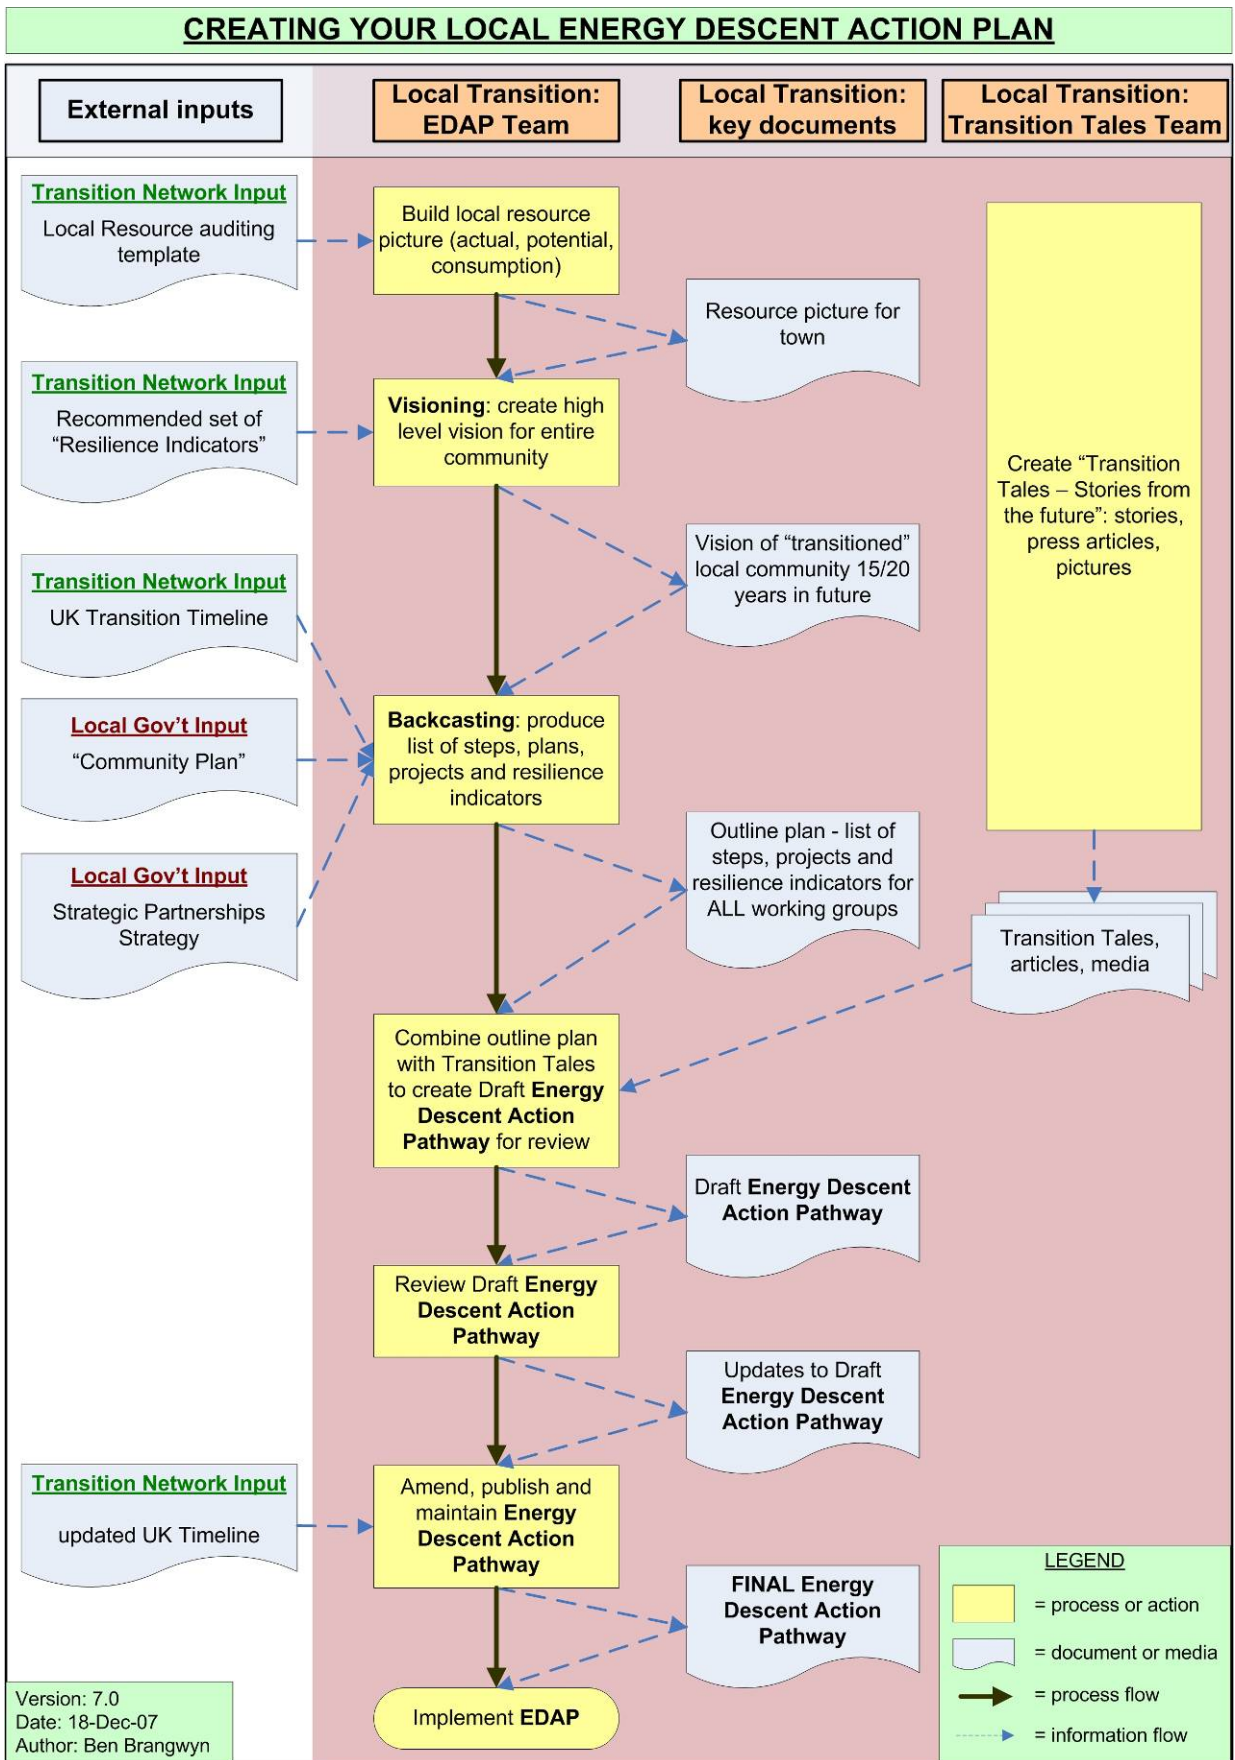 CREATING YOUR LOCAL ENERGY DESCENT ACTION PLAN
External inputs
Local Transition:
EDAP Team
Local Transition:
key documents
Local Transition:
Transition Tales Team
Transition Network Input
Local Resource auditing
template
Build local resource
picture (actual, potential,
consumption)
Resource picture for
town
Transition Network Input
Recommended set of
“Resilience Indicators”
Visioning: create high
level vision for entire
community
Create “Transition
Tales – Stories from
the future”: stories,
press articles,
pictures
Vision of “transitioned”
local community 15/20
years in future
Transition Network Input
UK Transition Timeline
Local Gov't Input
“Community Plan”
Backcasting: produce
list of steps, plans,
projects and resilience
indicators
Local Gov't Input
Strategic Partnerships
Strategy
Outline plan - list of
steps, projects and
resilience indicators for
ALL working groups
Transition Tales,
articles, media
Combine outline plan
with Transition Tales
to create Draft Energy
Descent Action
Pathway for review
Draft Energy Descent
Action Pathway
Review Draft Energy
Descent Action
Pathway
Updates to Draft
Energy Descent
Action Pathway
Transition Network Input
updated UK Timeline
Amend, publish and
maintain Energy
Descent Action
Pathway
FINAL Energy
Descent Action
Pathway
Implement EDAP
LEGEND
= process or action
= document or media
= process flow
= information flow
Version: 7.0
Date: 18-Dec-07
Author: Ben Brangwyn